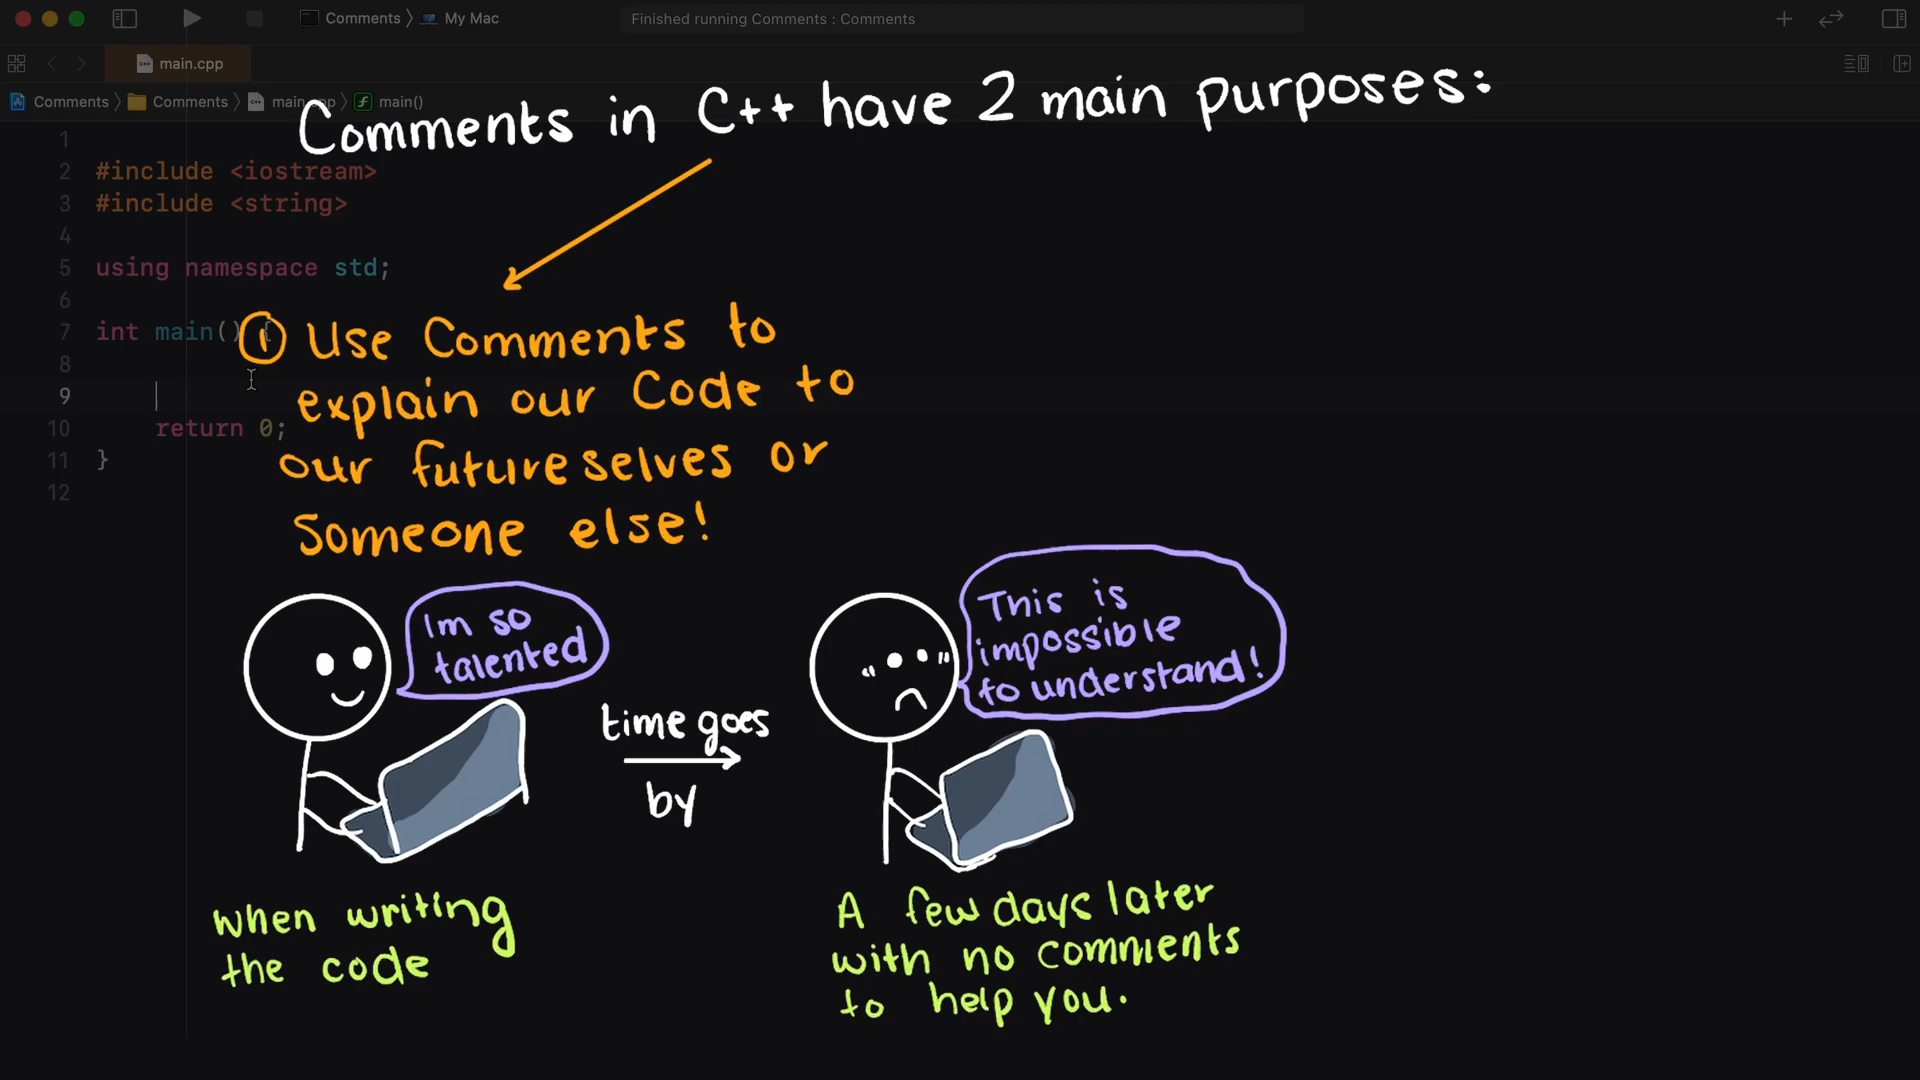 Comments 〉 My Mac
Finished running Comments : Comments
main.cpp
Comments 〉 Comments 〉 main.cpp 〉 main()
Comments in C++ have 2 main purposes:
1
2 #include <iostream>
3 #include <string>
4
5 using namespace std;
6
7 int main() {
8
9
10 return 0;
11 }
12
① Use Comments to
explain our Code to
our future selves or
Someone else!
Im so
talented
time goes
by
This is
impossible
to understand!
when writing
the code
A few days later
with no comments
to help you.